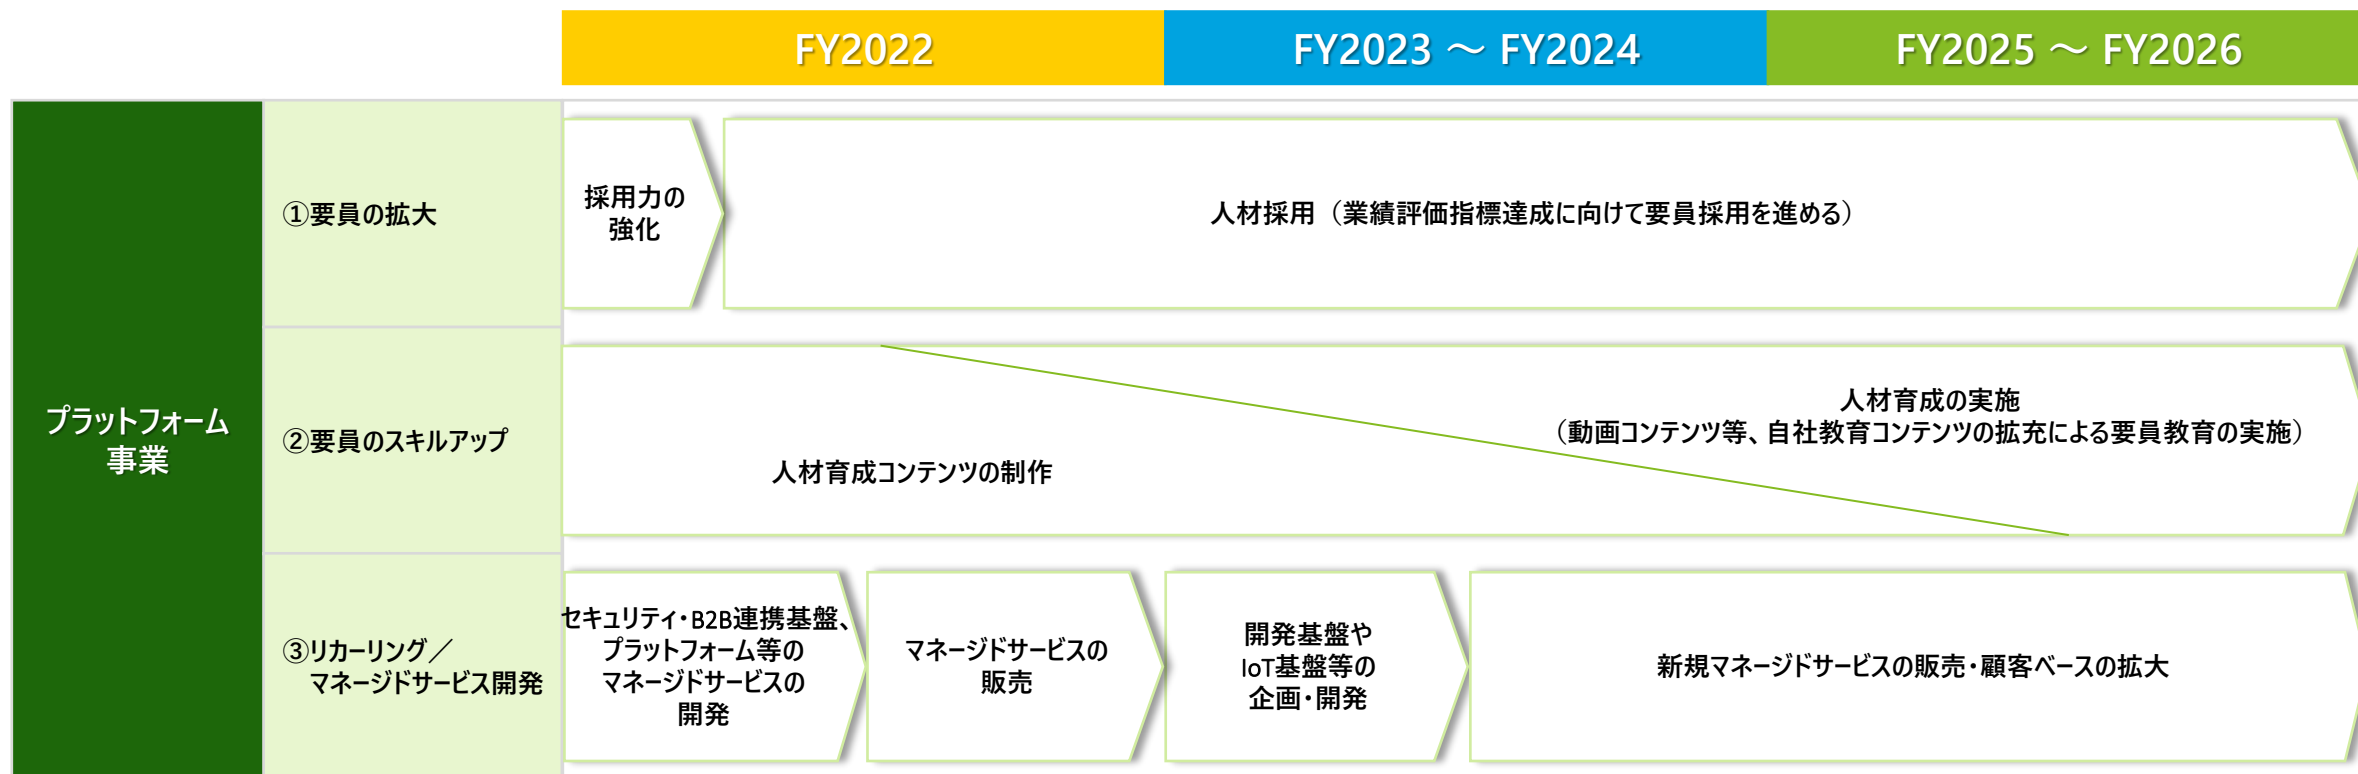 FY2022
FY2023 ～ FY2024
FY2025 ～ FY2026
プラットフォーム
事業
①要員の拡大
採用力の
強化
人材採用（業績評価指標達成に向けて要員採用を進める）
②要員のスキルアップ
人材育成コンテンツの制作
人材育成の実施
（動画コンテンツ等、自社教育コンテンツの拡充による要員教育の実施）
③リカーリング／
マネージドサービス開発
セキュリティ・B2B連携基盤、
プラットフォーム等の
マネージドサービスの
開発
マネージドサービスの
販売
開発基盤や
IoT基盤等の
企画・開発
新規マネージドサービスの販売・顧客ベースの拡大